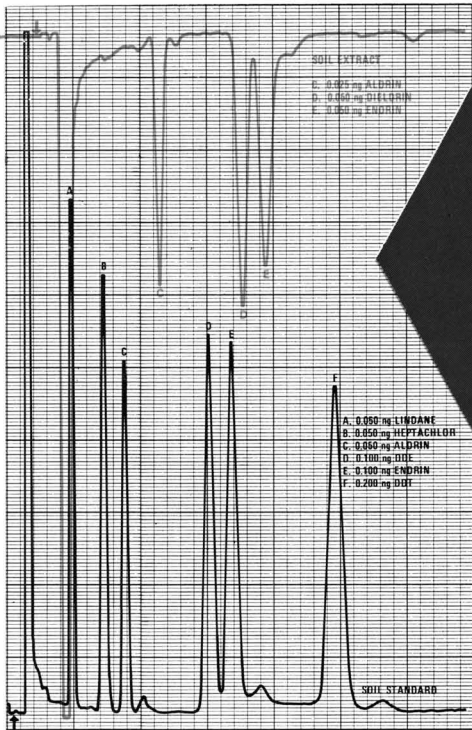 SOIL EXTRACT
C. 0.025 ng ALDRIN
D. 0.050 ng DIELDRIN
E. 0.050 ng ENDRIN
A
B
C
D
E
C
D
E
F
A. 0.050 ng LINDANE
B. 0.050 ng HEPTACHLOR
C. 0.050 ng ALDRIN
D. 0.100 ng DDE
E. 0.100 ng ENDRIN
F. 0.200 ng DDT
SOIL STANDARD